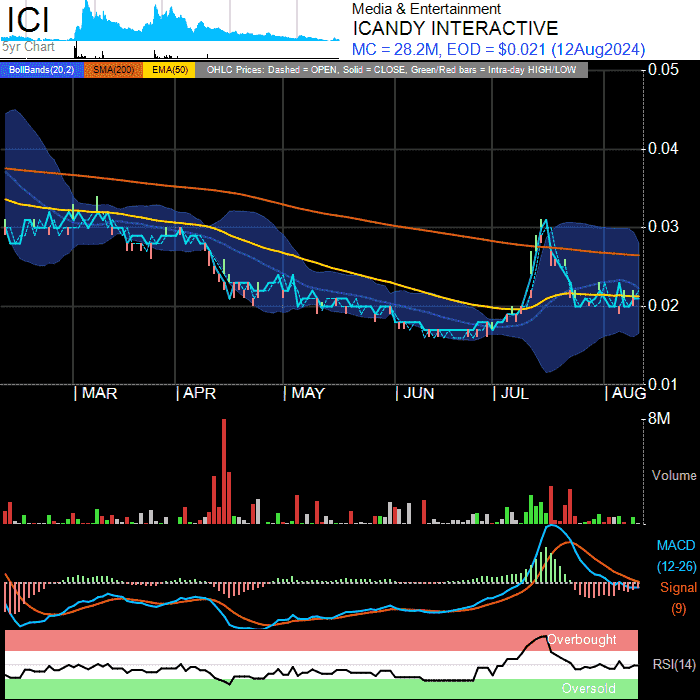 ICI
5yr Chart
Media & Entertainment
ICANDY INTERACTIVE
MC = 28.2M, EOD = $0.021 (12Aug2024)
BollBands(20,2) SMA(200) EMA(50) OHLC Prices: Dashed = OPEN, Solid = CLOSE, Green/Red bars = Intra-day HIGH/LOW
0.05
0.04
0.03
0.02
0.01
MAR APR MAY JUN JUL AUG
8M
Volume
MACD
(12-26)
Signal
(9)
Overbought
RSI(14)
Oversold